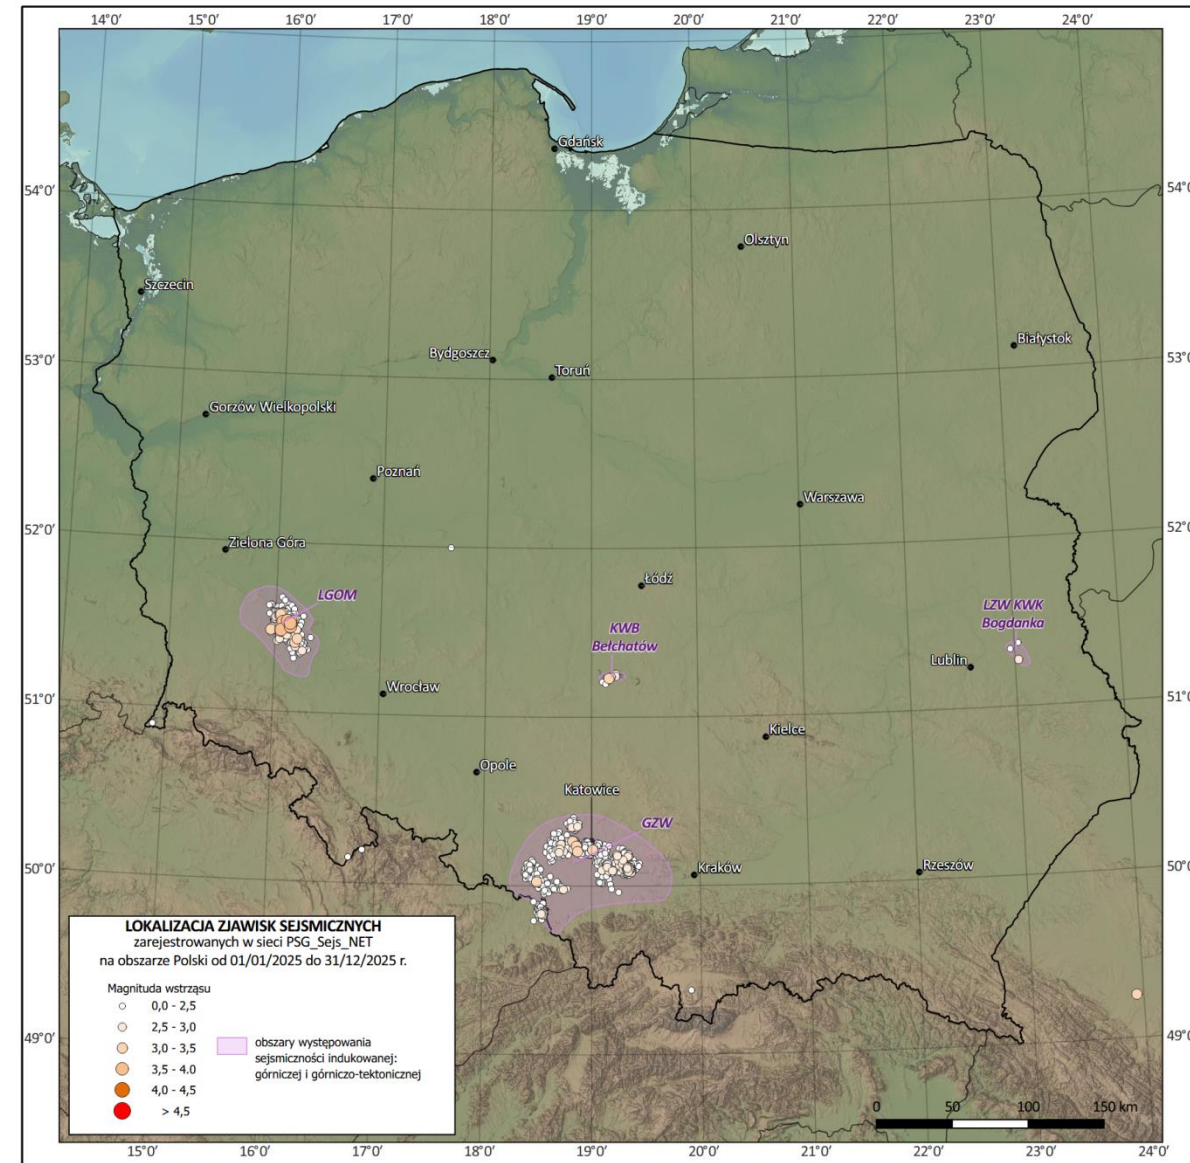 14°0' 15°0' 16°0' 17°0' 18°0' 19°0' 20°0' 21°0' 22°0' 23°0' 24°0'
Gdańsk
54°0' 54°0'
Olsztyn
Szczecin
Białystok
Bydgoszcz
53°0' 53°0'
Toruń
Gorzów Wielkopolski
Poznań
Warszawa
52°0' 52°0'
Zielona Góra
Łódź
LGOM
LZW KWK
Bogdanka
KWB
Bełchatów
Lublin
Wrocław
51°0' 51°0'
Kielce
Opole
Katowice
GZW
50°0' 50°0'
Kraków
Rzeszów
LOKALIZACJA ZJAWISK SEJSMICZNYCH
zarejestrowanych w sieci PSG_Sejs_NET
na obszarze Polski od 01/01/2025 do 31/12/2025 r.
Magnituda wstrząsu
0,0 - 2,5
2,5 - 3,0
3,0 - 3,5
3,5 - 4.0
4,0 - 4,5
> 4,5
obszary występowania
sejsmiczności indukowanej:
górniczej i górniczo-tektonicznej
49°0' 49°0'
0 50 100 150 km
15°0' 16°0' 17°0' 18°0' 19°0' 20°0' 21°0' 22°0' 23°0' 24°0'